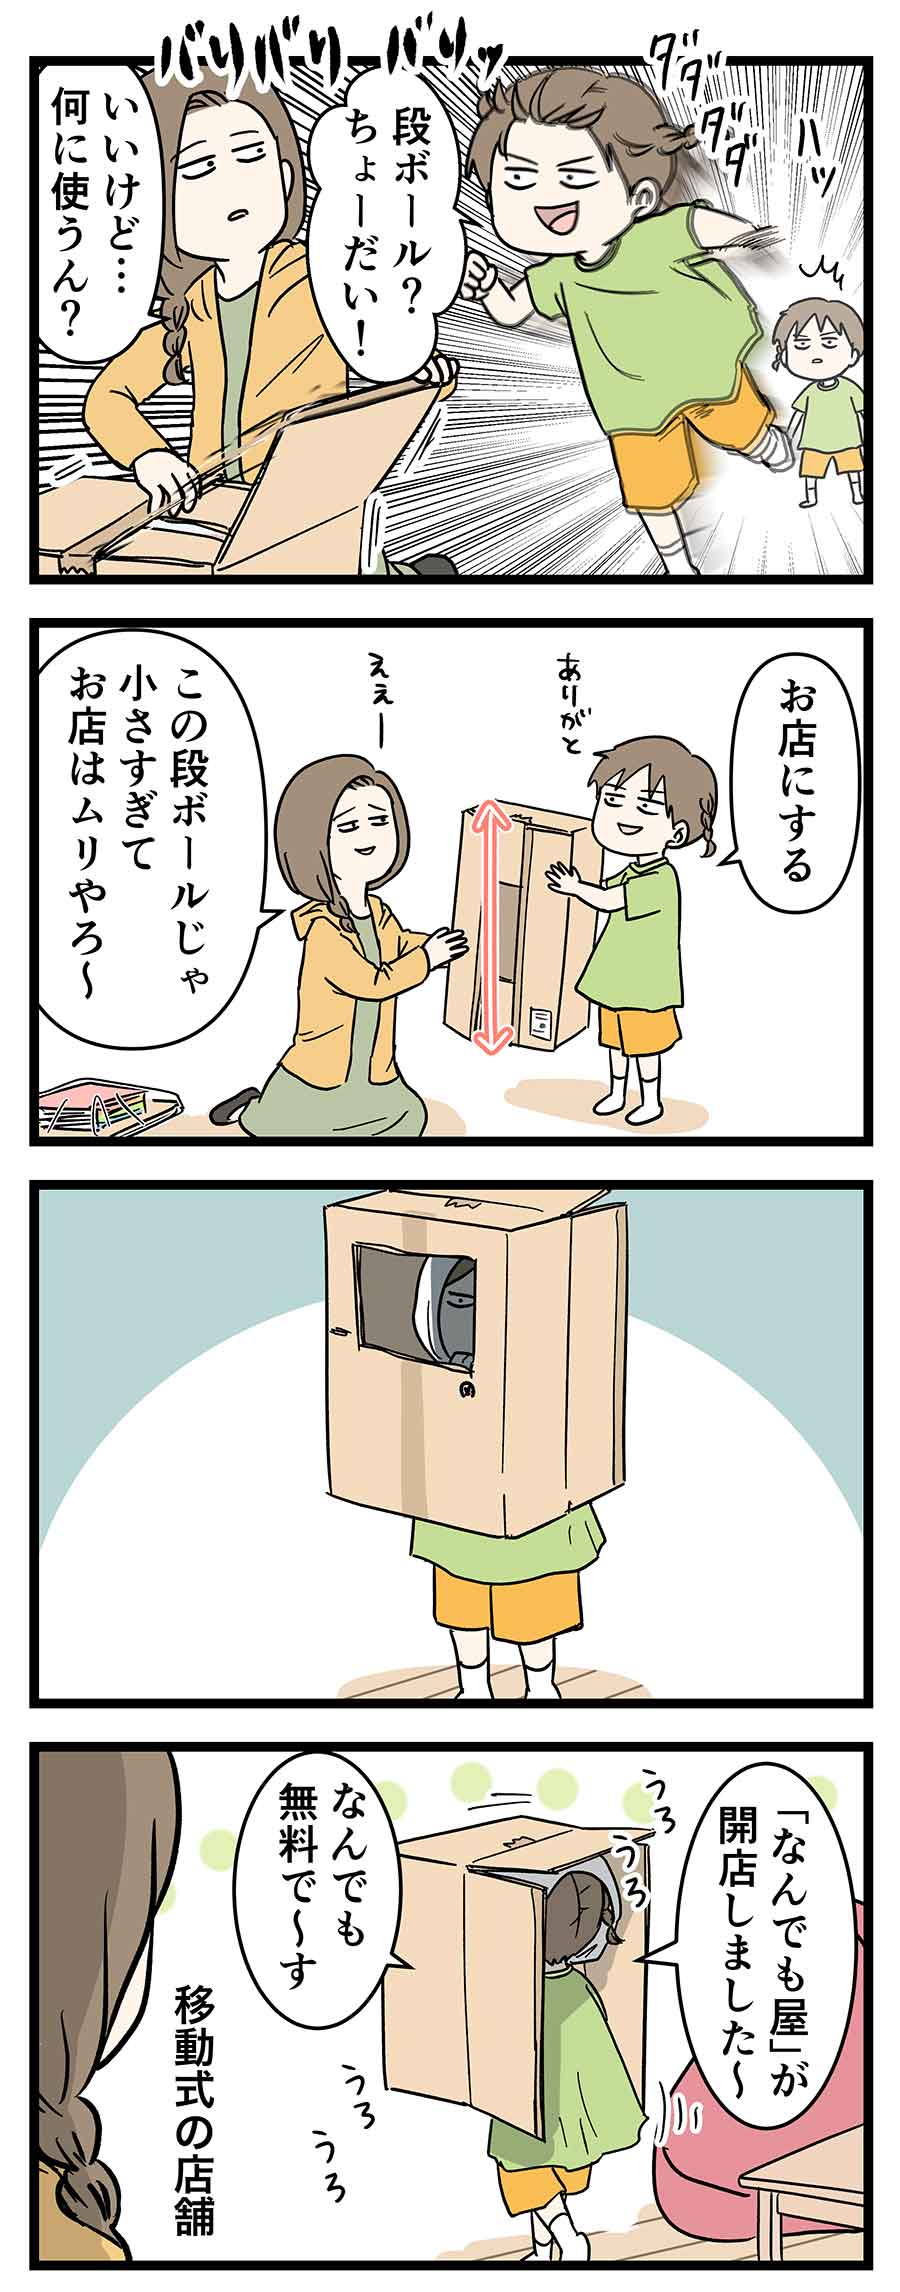 ダダダダ
ハッ
バリバリ バリッ
段ボール？
ちょーだい！
いいけど…
何に使うん？
お店にする
ありがと
ええー
この段ボールじゃ
小さすぎて
お店はムリやろ〜
「なんでも屋」が
開店しました〜
うろ
うろ
なんでも
無料で〜す
うろ
うろ
移動式の店舗